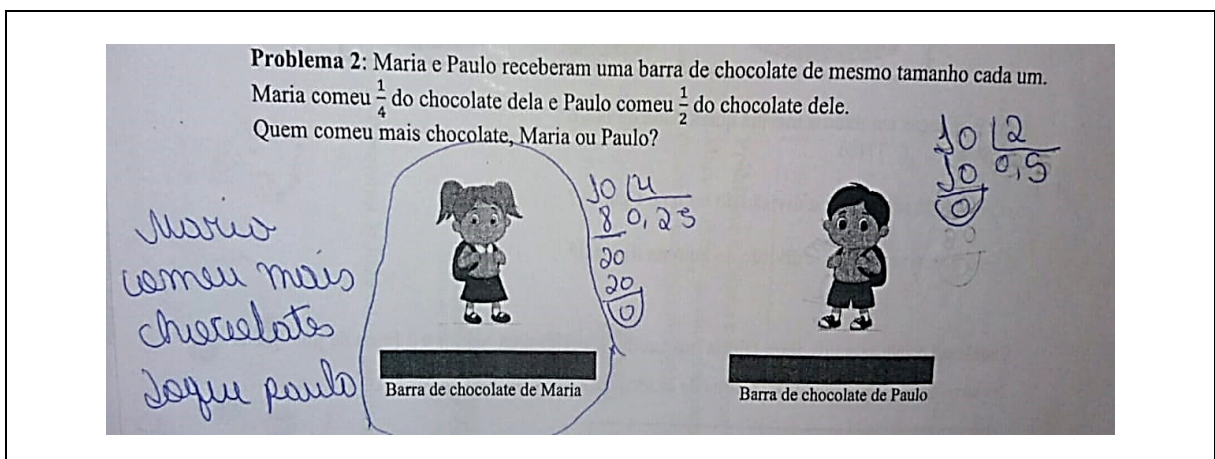 Problema 2: Maria e Paulo receberam uma barra de chocolate de mesmo tamanho cada um.
Maria comeu 1/4 do chocolate dela e Paulo comeu 1/2 do chocolate dele.
Quem comeu mais chocolate, Maria ou Paulo?
10 2
10 0,5
0
10 4
8 0,25
20
20
0
Maria
comeu mais
chocolates
doque paulo
Barra de chocolate de Maria
Barra de chocolate de Paulo